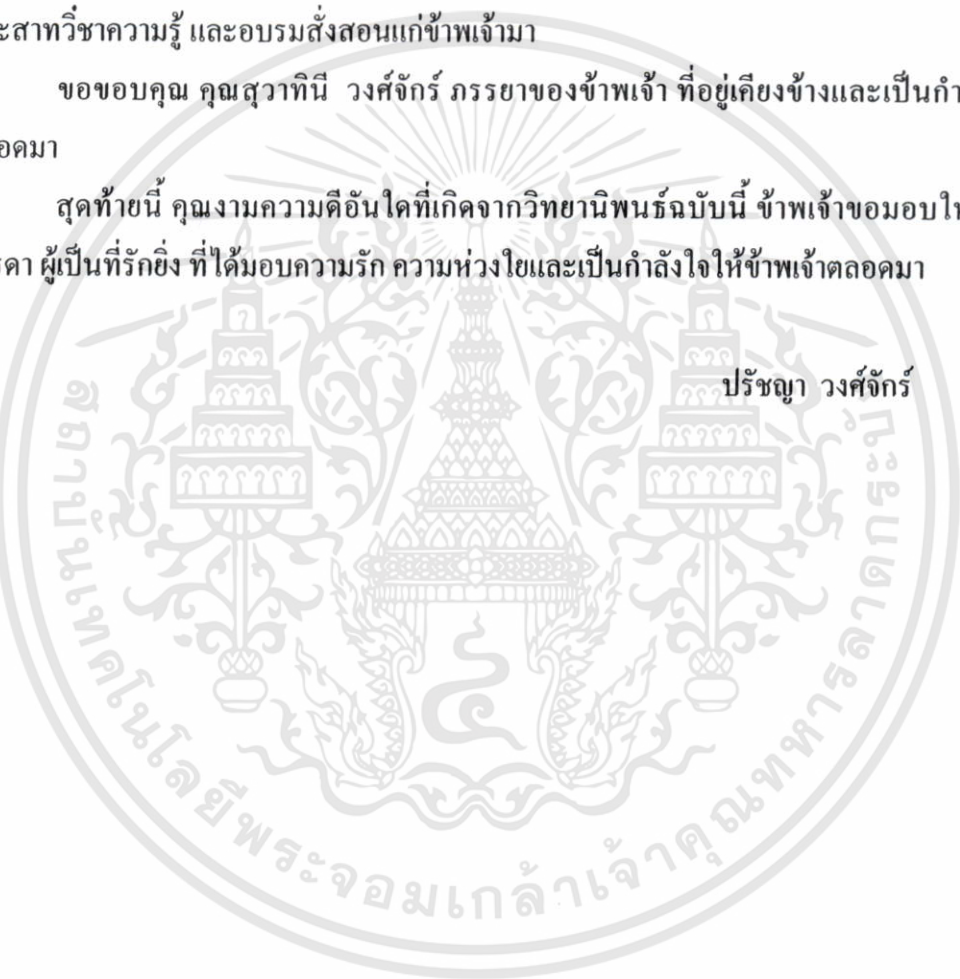 ะสาทวิ่ชาความรู้ และอบรมสั่งสอนแก่ข้าพเจ้ามา
ขอขอบคุณ คุณสุวาทินี วงศ์จักร์ ภรรยาของข้าพเจ้า ที่อยู่เคียงข้างและเป็นกำ
อดมา
สุดท้ายนี้ คุณงามความดีอันใดที่เกิดจากวิทยานิพนธ์ฉบับนี้ ข้าพเจ้าขอมอบให
รดา ผู้เป็นที่รักยิ่ง ที่ได้มอบความรัก ความห่วงใยและเป็นกำลังใจให้ข้าพเจ้าตลอดมา
ปรัชญา วงศ์จักร์
สถาบันเทคโนโลยีพระจอมเกล้าเจ้าคุณทหารลาดกระบัง
๔